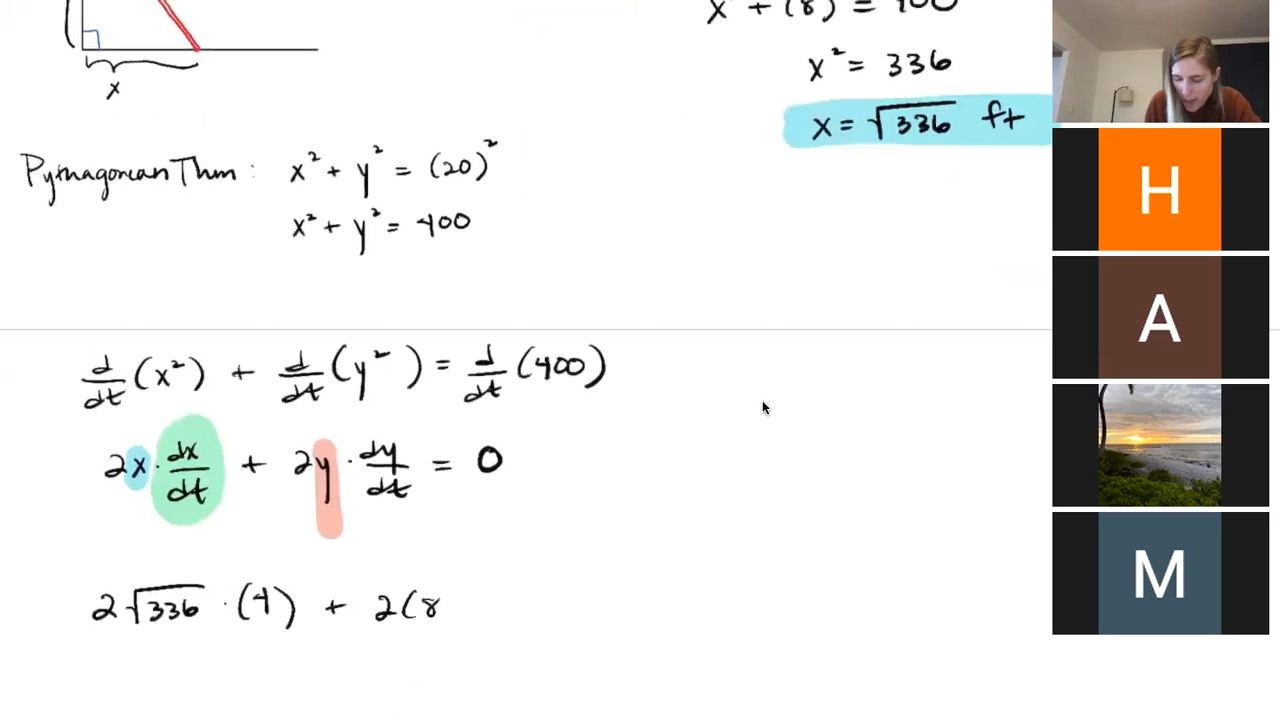 x² + (8)² = 400
x² = 336
x = √336 ft
x
Pythagorean Thm : x² + y² = (20)²
x² + y² = 400
d/dt (x²) + d/dt (y²) = d/dt (400)
2x · dx/dt + 2y · dy/dt = 0
2√336 · (4) + 2(8
H
A
M